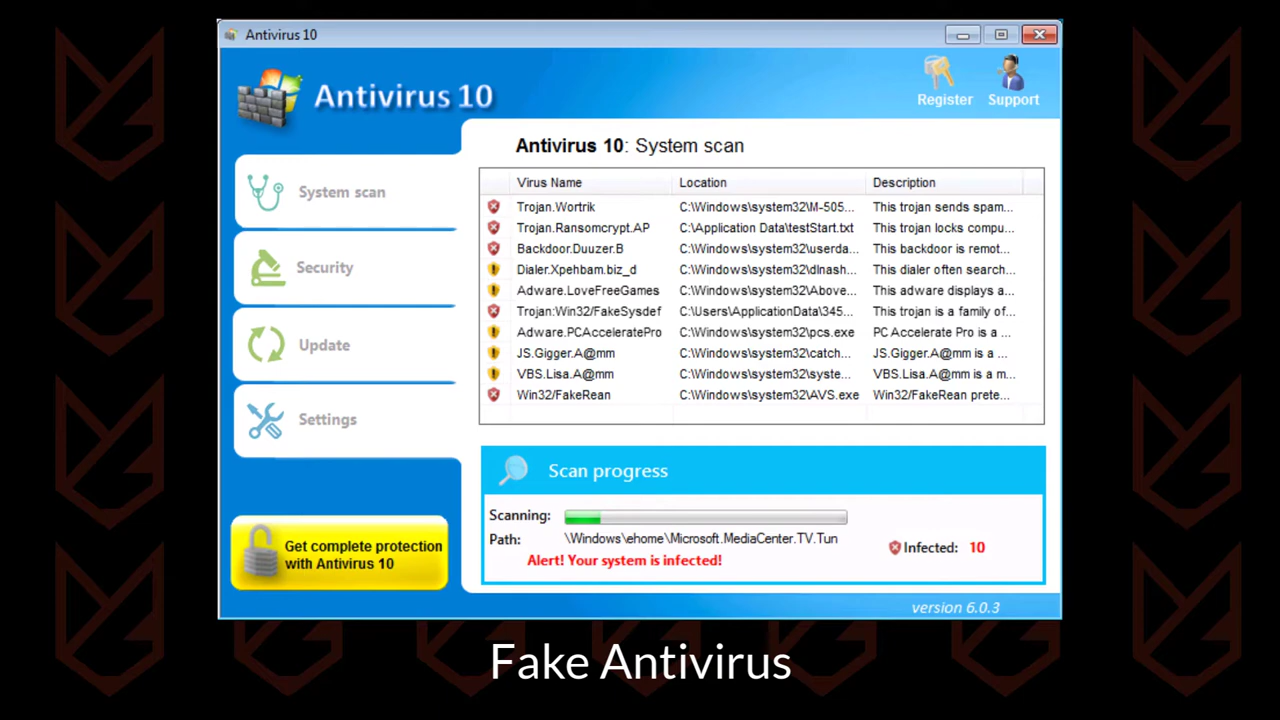 Antivirus 10
Antivirus 10
Register
Support
System scan
Security
Update
Settings
Get complete protection
with Antivirus 10
Antivirus 10: System scan
Virus Name Location Description
Trojan.Wortrik C:\Windows\system32\M-505... This trojan sends spam...
Trojan.Ransomcrypt.AP C:\Application Data\testStart.txt This trojan locks compu...
Backdoor.Duuzer.B C:\Windows\system32\userda... This backdoor is remot...
Dialer.Xpehbam.biz_d C:\Windows\system32\dlnash... This dialer often search...
Adware.LoveFreeGames C:\Windows\system32\Above... This adware displays a...
Trojan:Win32/FakeSysdef C:\Users\ApplicationData\345... This trojan is a family of...
Adware.PCAcceleratePro C:\Windows\system32\pcs.exe PC Accelerate Pro is a ...
JS.Gigger.A@mm C:\Windows\system32\catch... JS.Gigger.A@mm is a ...
VBS.Lisa.A@mm C:\Windows\system32\syste... VBS.Lisa.A@mm is a m...
Win32/FakeRean C:\Windows\system32\AVS.exe Win32/FakeRean prete...
Scan progress
Scanning:
Path: \Windows\ehome\Microsoft.MediaCenter.TV.Tun
Alert! Your system is infected!
Infected: 10
version 6.0.3
Fake Antivirus